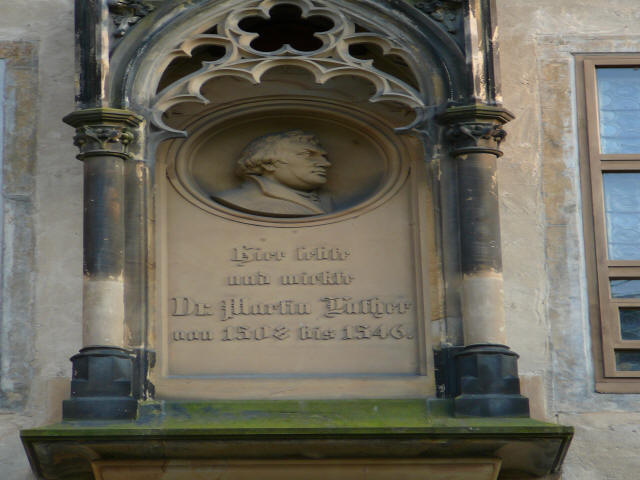 Hier lebte
und wirkte
Dr. Martin Luther
von 1508 bis 1546.